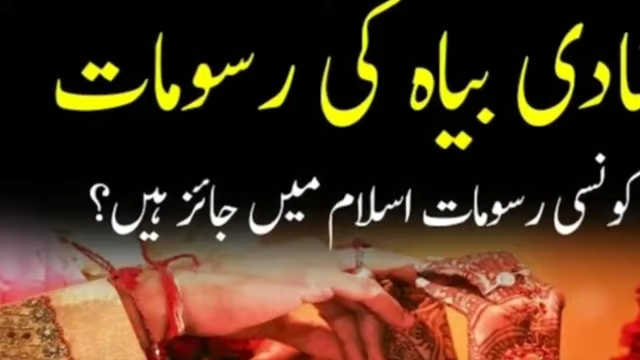 ادی بیاہ کی رسومات
کونسی رسومات اسلام میں جائز ہیں؟